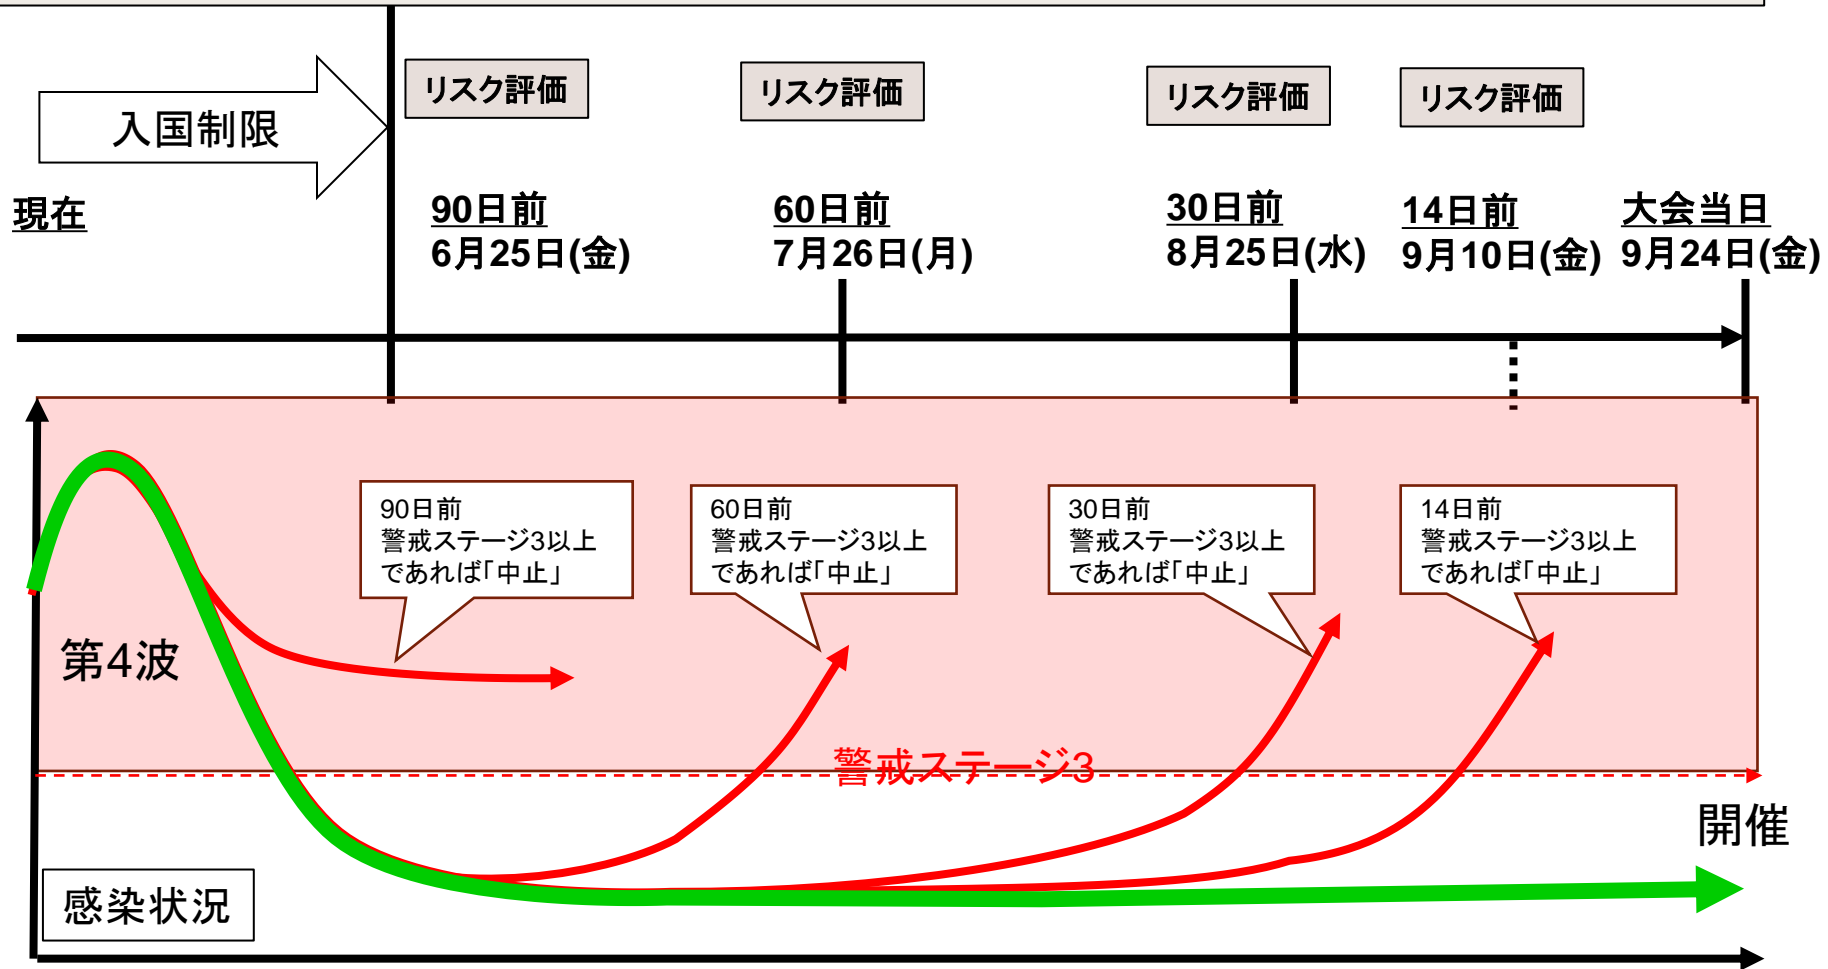 リスク評価
リスク評価
リスク評価
リスク評価
入国制限
現在
90日前
6月25日(金)
60日前
7月26日(月)
30日前
8月25日(水)
14日前
9月10日(金)
大会当日
9月24日(金)
90日前
警戒ステージ3以上
であれば「中止」
60日前
警戒ステージ3以上
であれば「中止」
30日前
警戒ステージ3以上
であれば「中止」
14日前
警戒ステージ3以上
であれば「中止」
第4波
警戒ステージ3
開催
感染状況